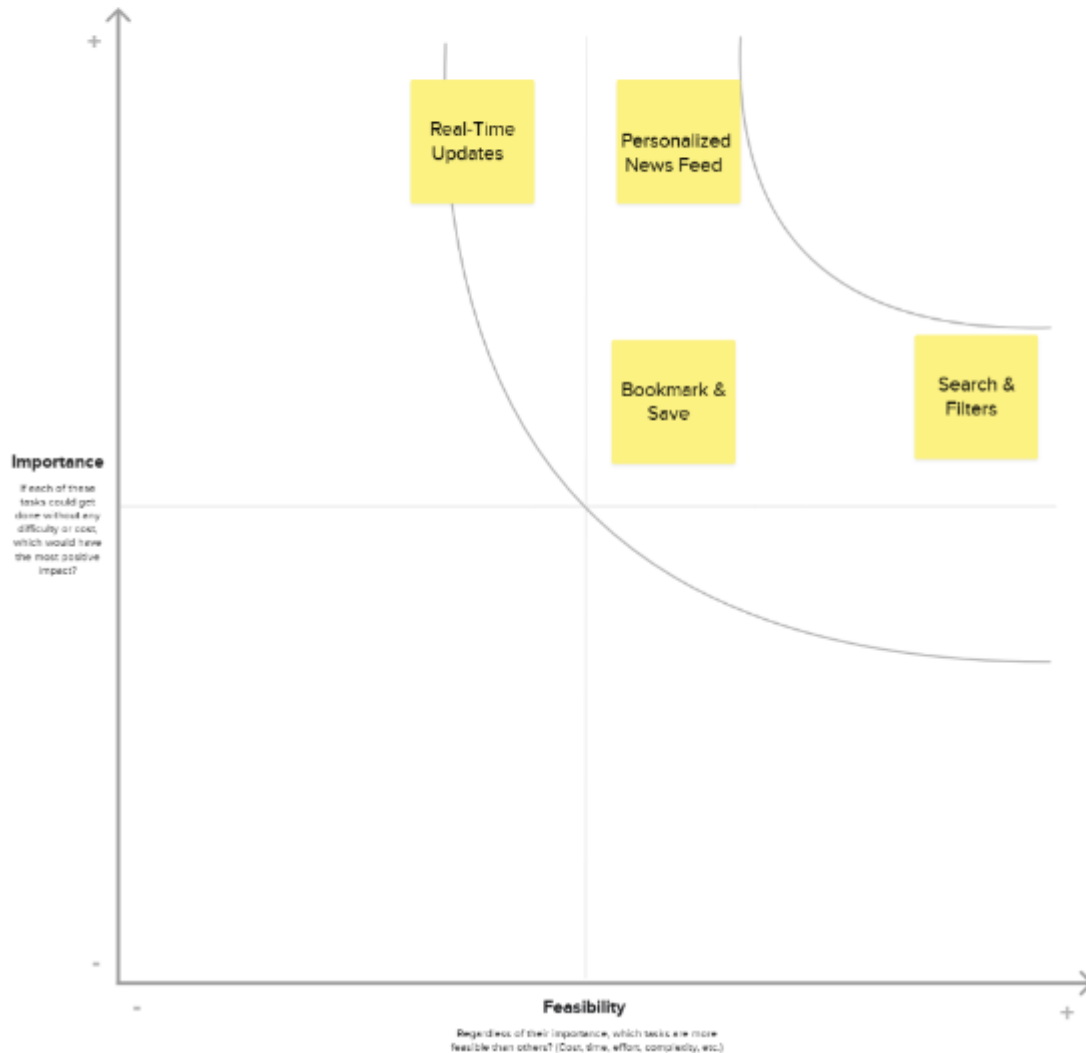 +
Real-Time
Updates
Personalized
News Feed
Bookmark &
Save
Search &
Filters
Importance
If each of these
tasks could get
done without any
difficulty or cost,
which would have
the most positive
impact?
-
-
Feasibility
+
Regardless of their importance, which tasks are more
feasible than others? (Cost, time, effort, complexity, etc.)